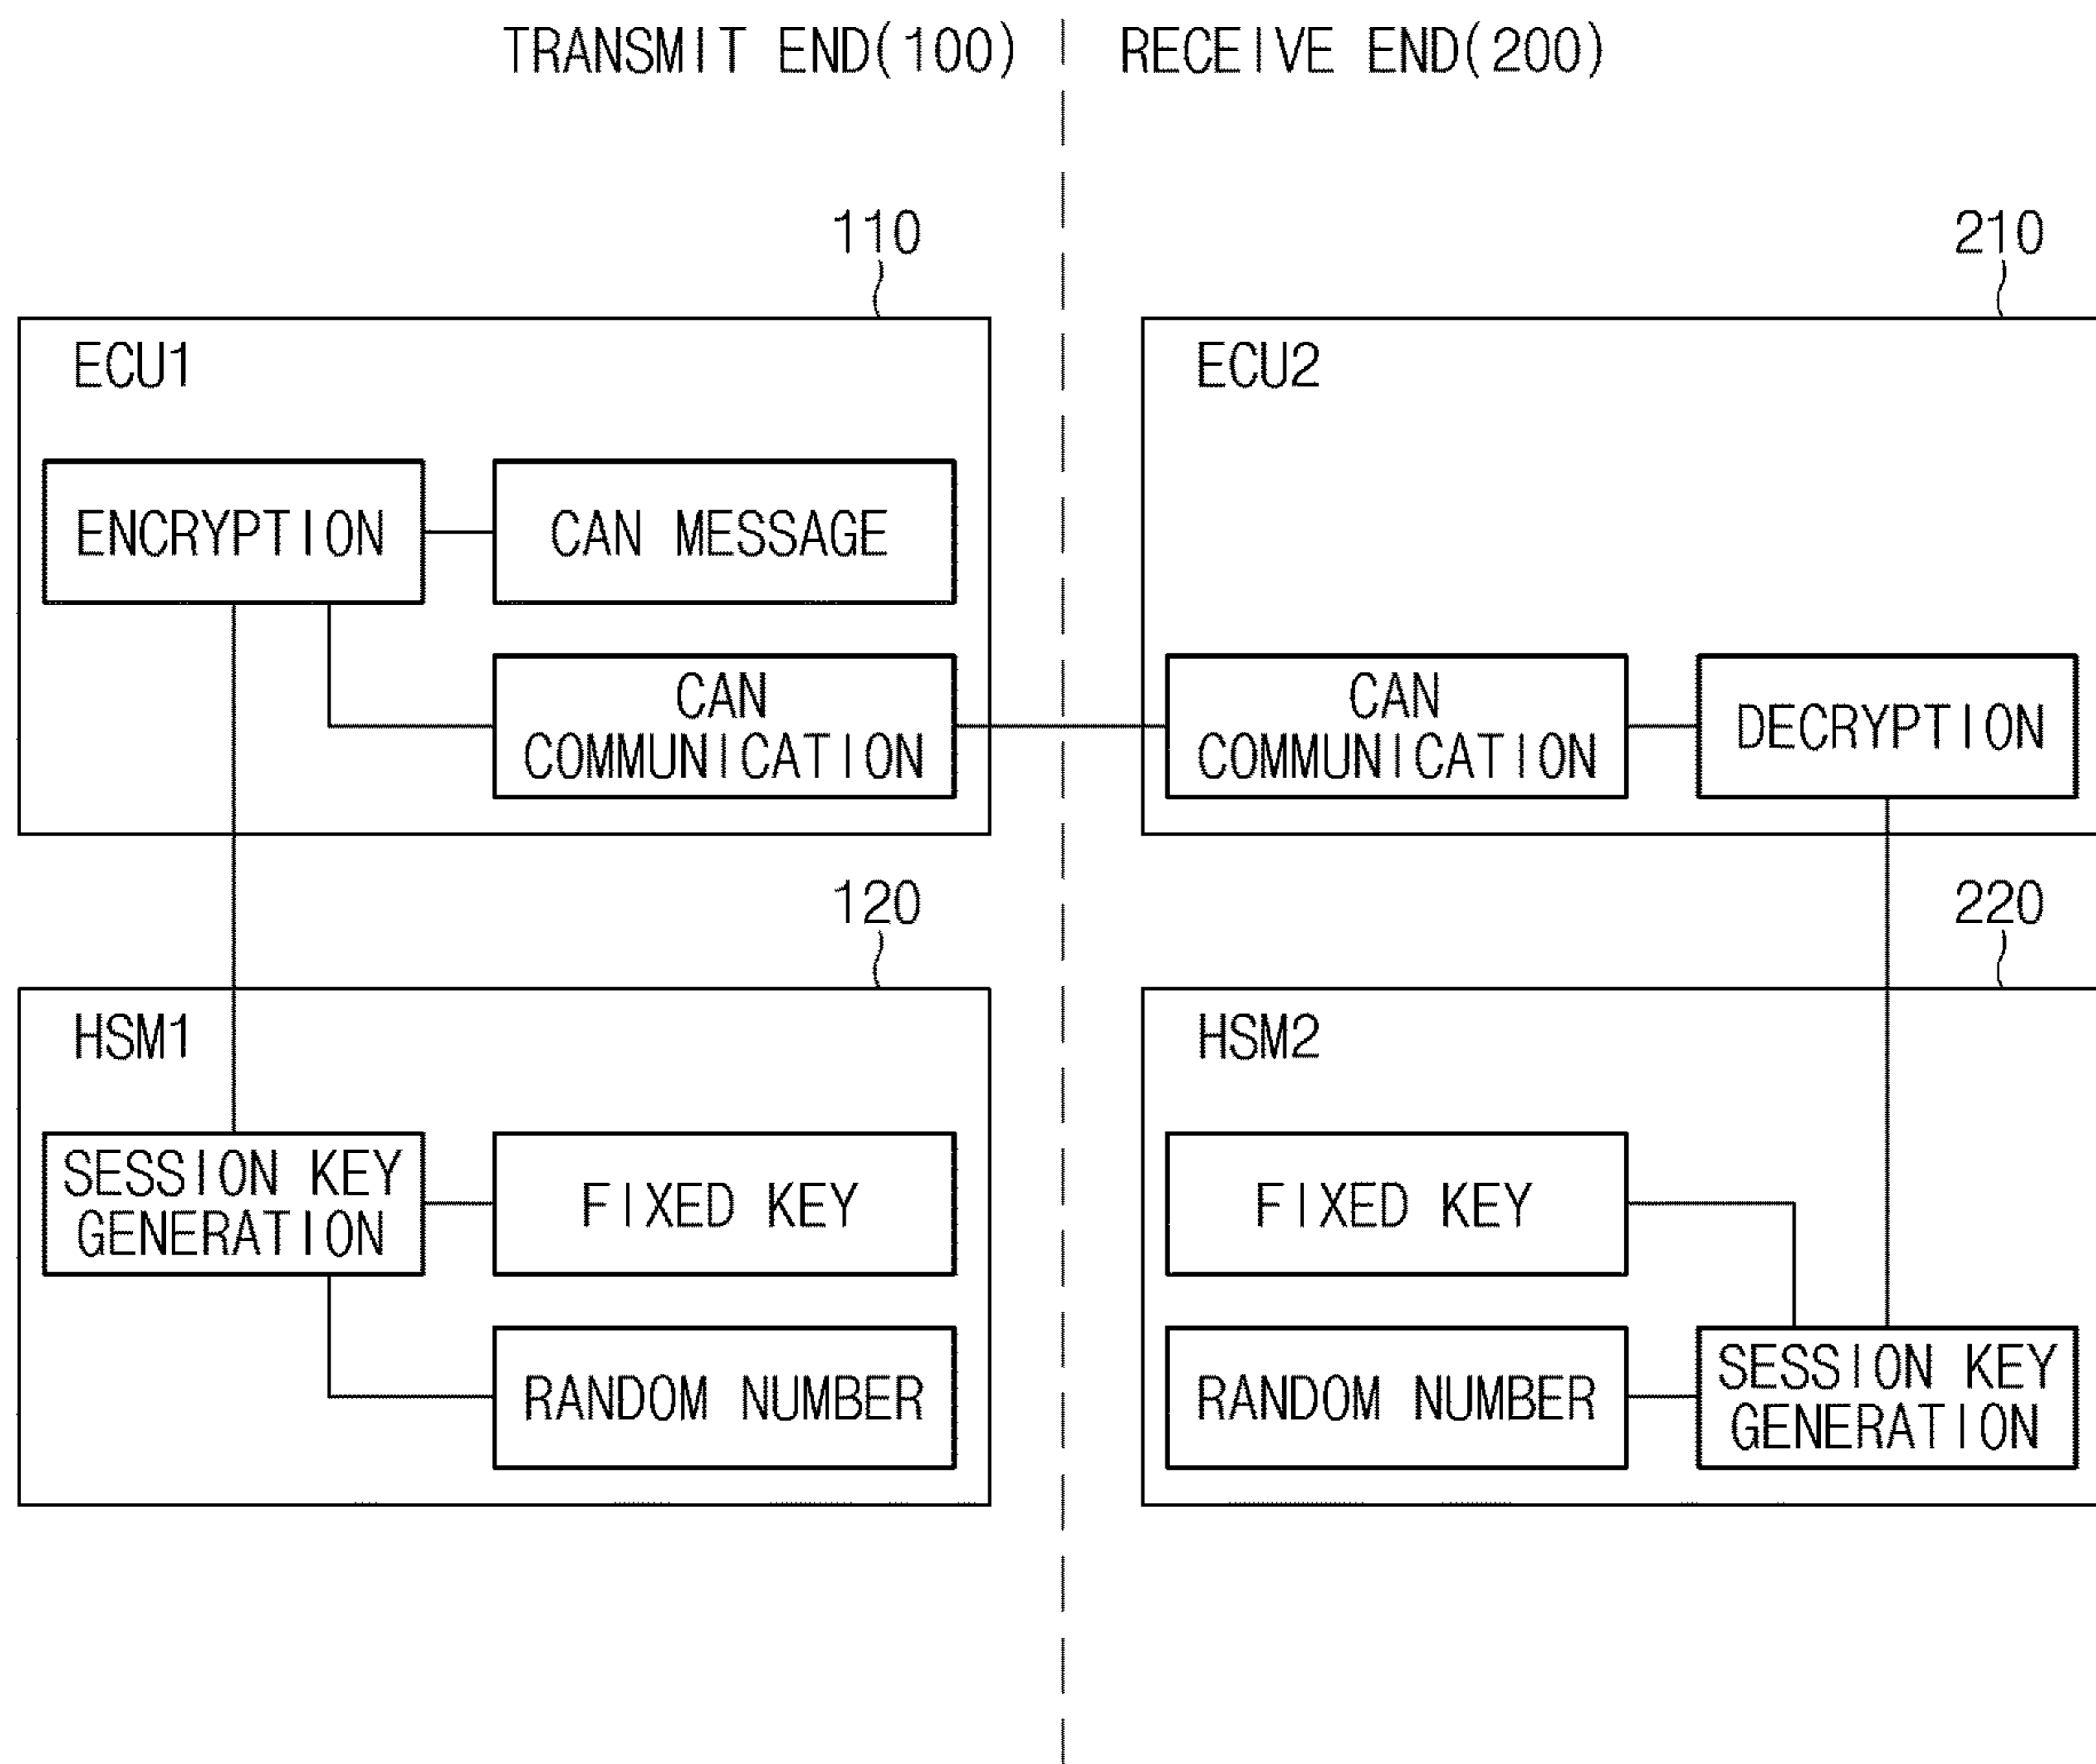 TRANSMIT END(100)
RECEIVE END(200)
110
ECU1
ENCRYPTION
CAN MESSAGE
CAN
COMMUNICATION
210
ECU2
CAN
COMMUNICATION
DECRYPTION
120
HSM1
SESSION KEY
GENERATION
FIXED KEY
RANDOM NUMBER
220
HSM2
FIXED KEY
RANDOM NUMBER
SESSION KEY
GENERATION